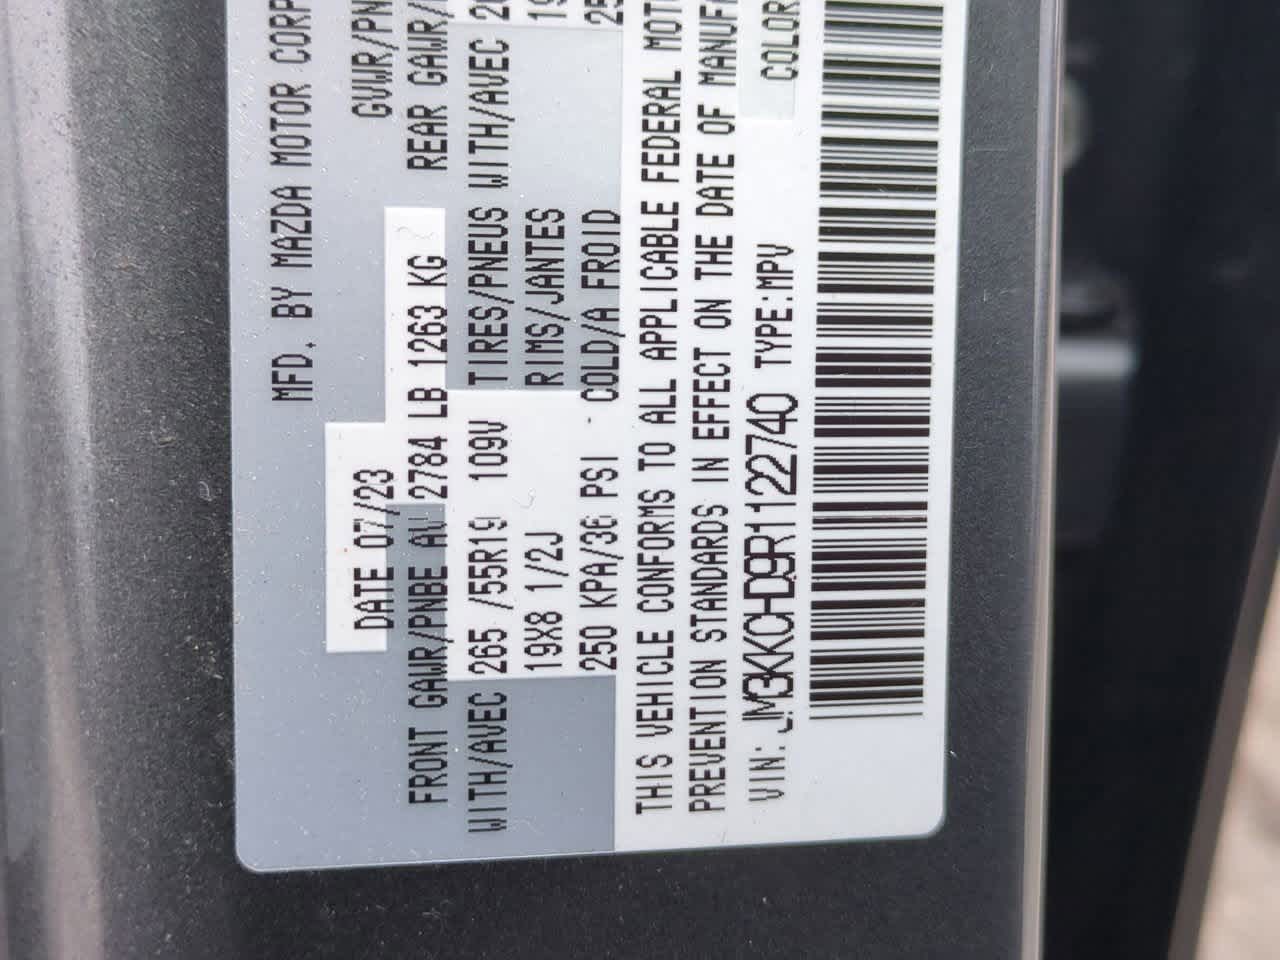 MFD. BY MAZDA MOTOR CORP
DATE 07/23 GVWR/PN
FRONT GAWR/PNBE AV 2784 LB 1263 KG REAR GAWR/
WITH/AVEC 265 /55R19 109V TIRES/PNEUS WITH/AVEC
19X8 1/2J RIMS/JANTES
250 KPA/36 PSI COLD/A FROID
THIS VEHICLE CONFORMS TO ALL APPLICABLE FEDERAL MOT
PREVENTION STANDARDS IN EFFECT ON THE DATE OF MANUF
VIN: JM3KKCHD9R1122740 TYPE:MPV COLOR